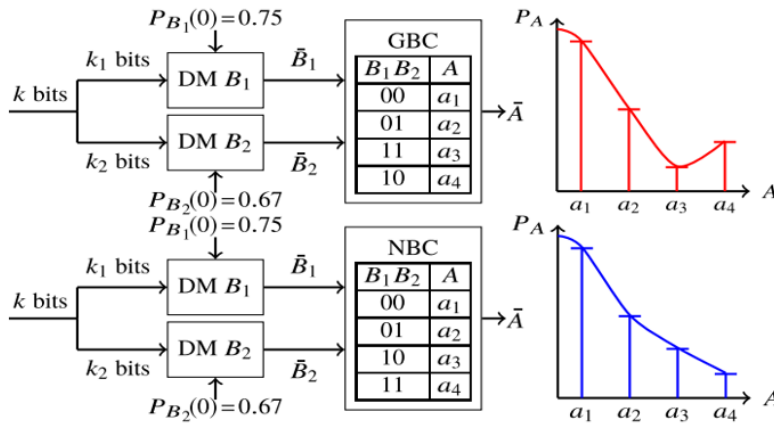 P_{B_1}(0)=0.75
k_1 bits
DM B_1
B̄_1
k bits
k_2 bits
DM B_2
B̄_2
P_{B_2}(0)=0.67
GBC
B_1B_2 A
00 a_1
01 a_2
11 a_3
10 a_4
Ā
P_A
a_1 a_2 a_3 a_4 A
P_{B_1}(0)=0.75
k_1 bits
DM B_1
B̄_1
k bits
k_2 bits
DM B_2
B̄_2
P_{B_2}(0)=0.67
NBC
B_1B_2 A
00 a_1
01 a_2
10 a_3
11 a_4
Ā
P_A
a_1 a_2 a_3 a_4 A